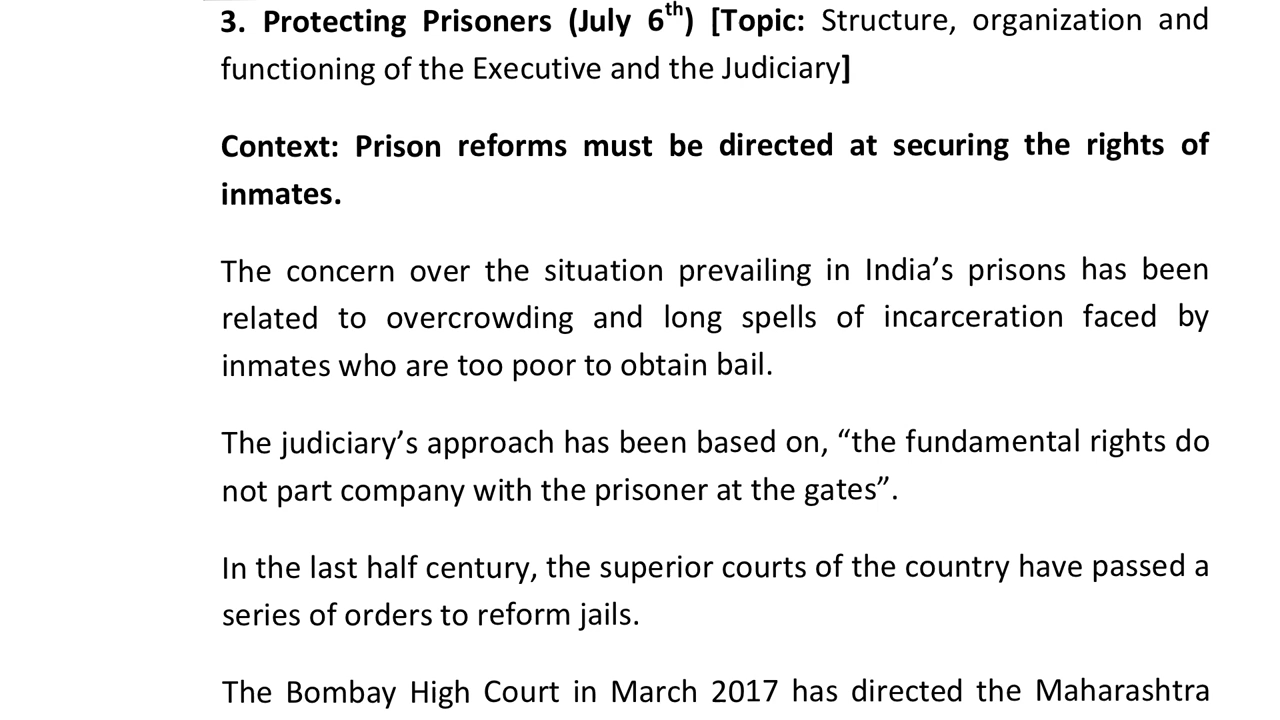 3. Protecting Prisoners (July 6th) [Topic: Structure, organization and
functioning of the Executive and the Judiciary]
Context: Prison reforms must be directed at securing the rights of
inmates.
The concern over the situation prevailing in India’s prisons has been
related to overcrowding and long spells of incarceration faced by
inmates who are too poor to obtain bail.
The judiciary’s approach has been based on, “the fundamental rights do
not part company with the prisoner at the gates”.
In the last half century, the superior courts of the country have passed a
series of orders to reform jails.
The Bombay High Court in March 2017 has directed the Maharashtra